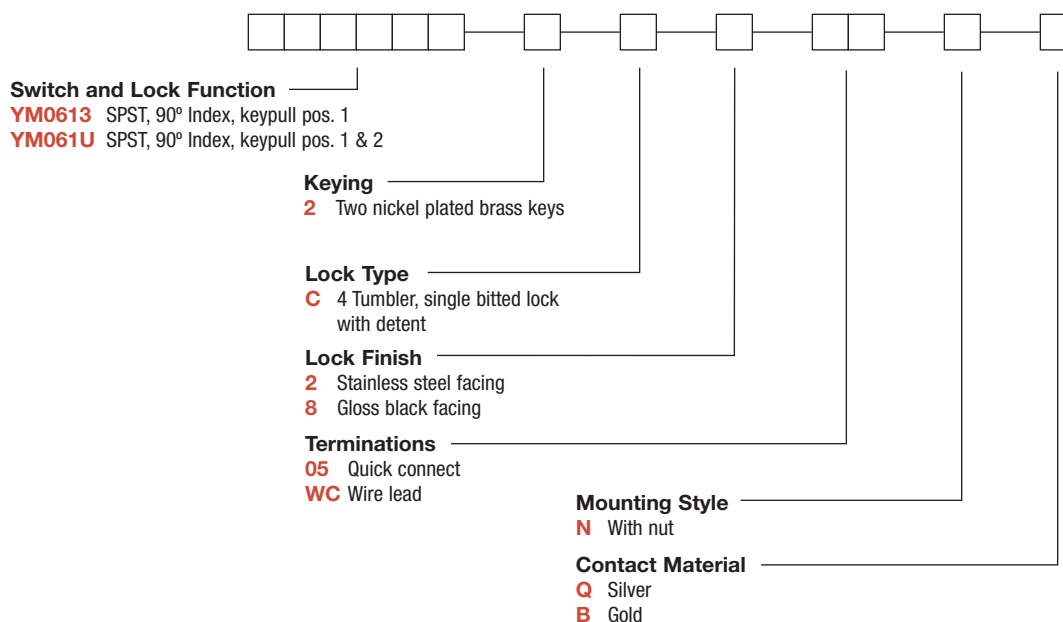 Switch and Lock Function
YM0613 SPST, 90º Index, keypull pos. 1
YM061U SPST, 90º Index, keypull pos. 1 & 2
Keying
2 Two nickel plated brass keys
Lock Type
C 4 Tumbler, single bitted lock
with detent
Lock Finish
2 Stainless steel facing
8 Gloss black facing
Terminations
05 Quick connect
WC Wire lead
Mounting Style
N With nut
Contact Material
Q Silver
B Gold